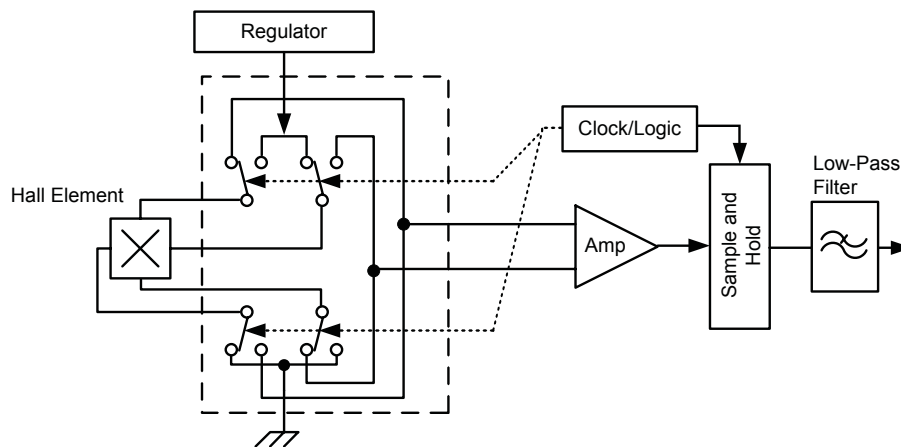 Regulator
Clock/Logic
Low-Pass
Filter
Hall Element
Amp
Sample and
Hold